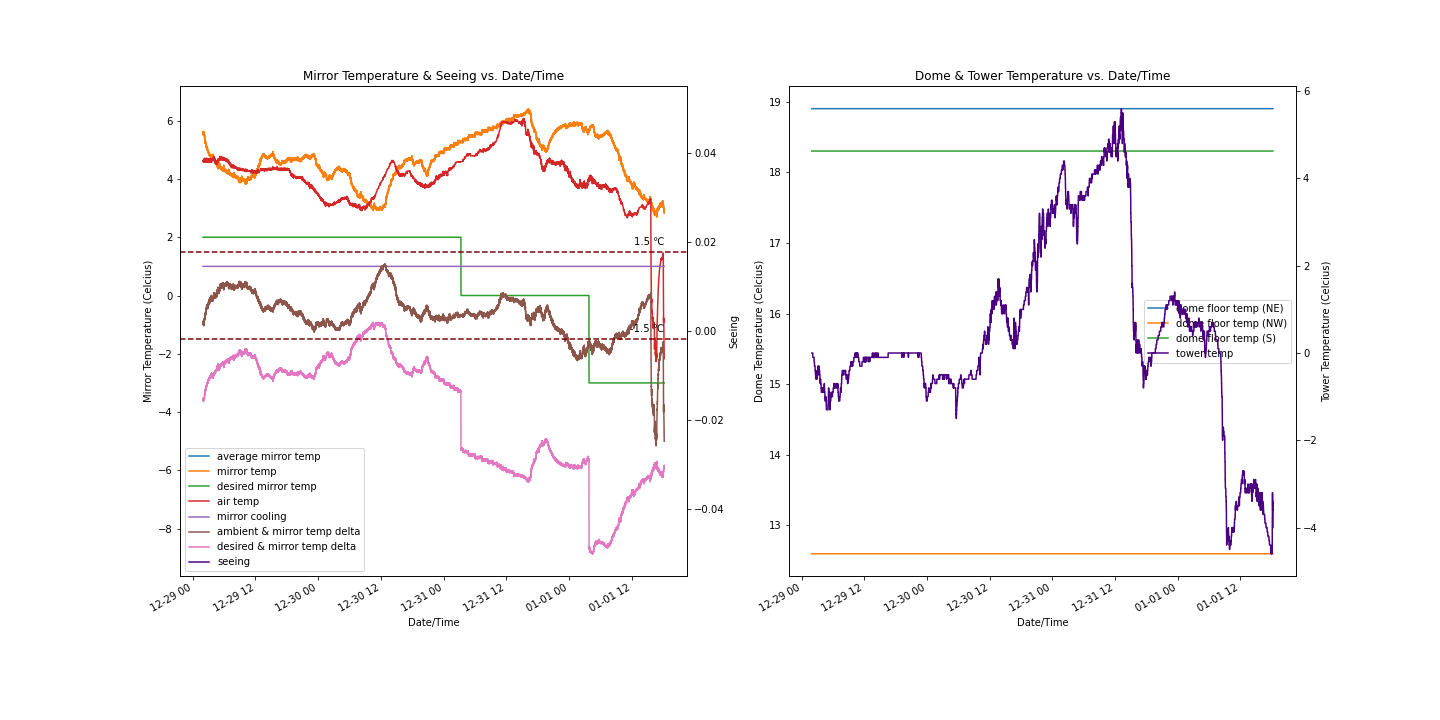 Mirror Temperature & Seeing vs. Date/Time
Mirror Temperature (Celcius)
6
4
2
0
−2
−4
−6
−8
0.04
0.02
0.00
−0.02
−0.04
Seeing
1.5 °C
-1.5 °C
average mirror temp
mirror temp
desired mirror temp
air temp
mirror cooling
ambient & mirror temp delta
desired & mirror temp delta
seeing
12-29 00
12-29 12
12-30 00
12-30 12
12-31 00
12-31 12
01-01 00
01-01 12
Date/Time
Dome & Tower Temperature vs. Date/Time
Dome Temperature (Celcius)
19
18
17
16
15
14
13
6
4
2
0
−2
−4
Tower Temperature (Celcius)
dome floor temp (NE)
dome floor temp (NW)
dome floor temp (S)
tower temp
12-29 00
12-29 12
12-30 00
12-30 12
12-31 00
12-31 12
01-01 00
01-01 12
Date/Time